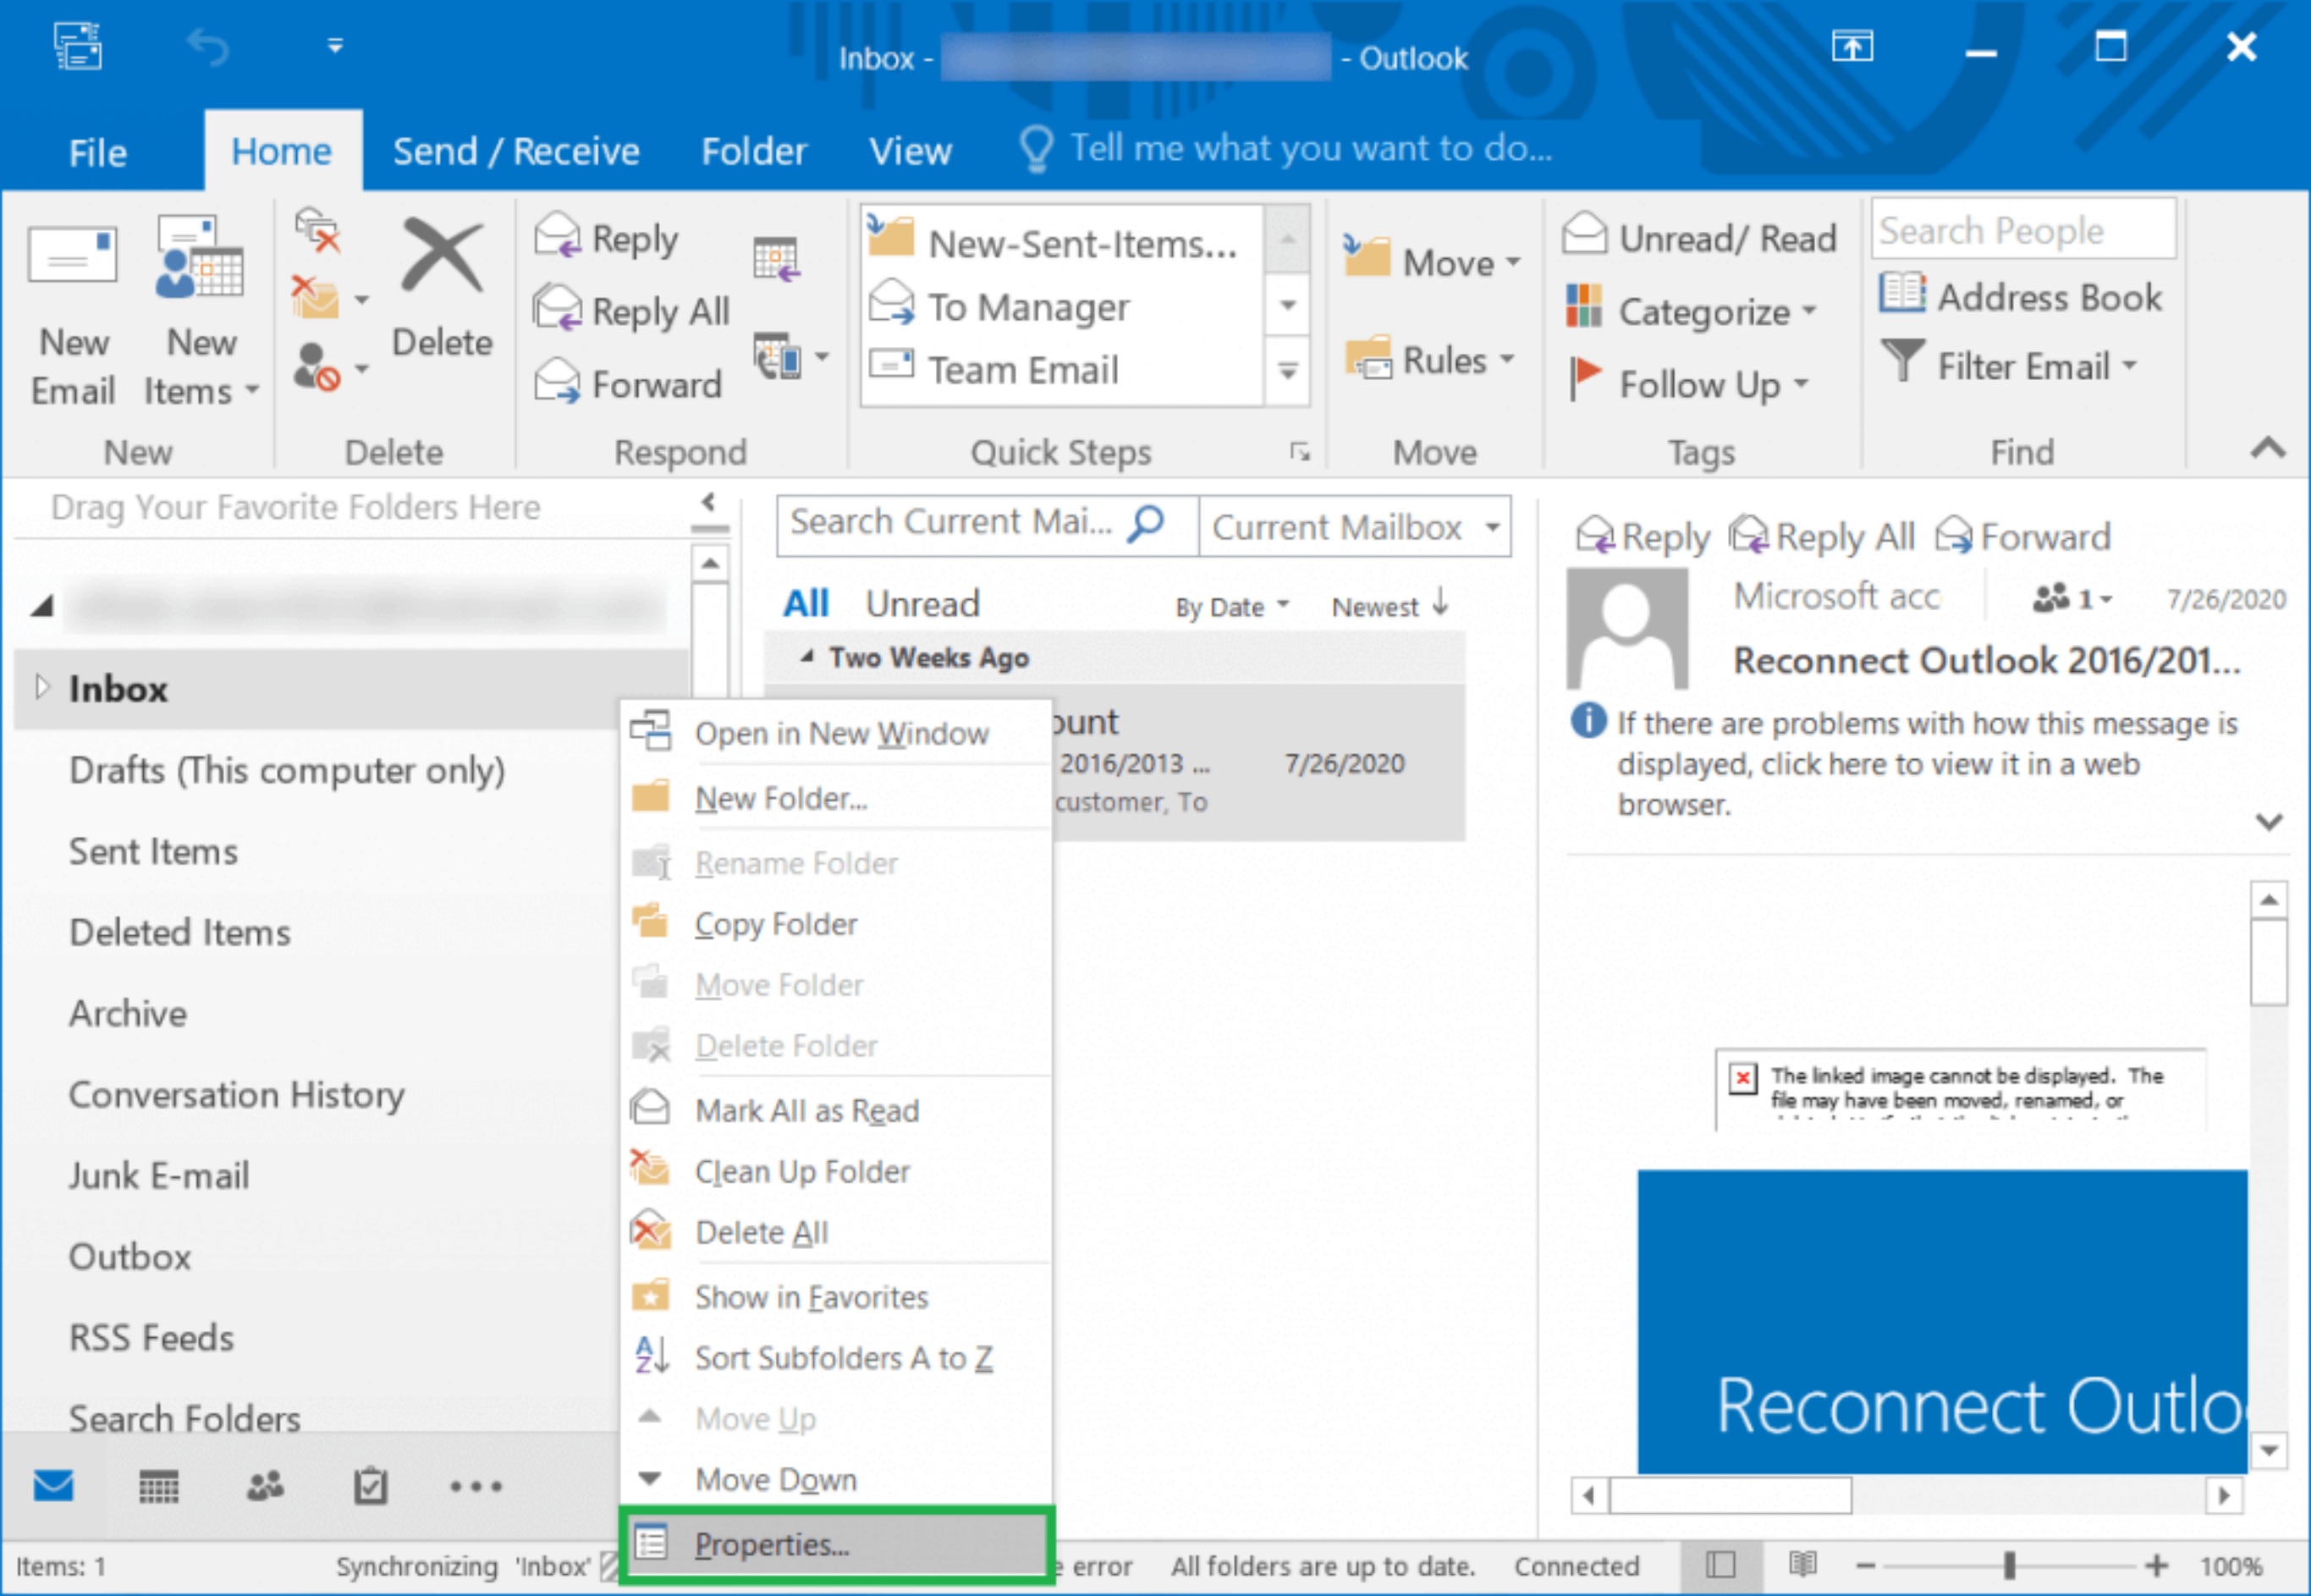 Inbox - - Outlook
File Home Send / Receive Folder View Tell me what you want to do...
New Email
New Items
New
Delete
Delete
Reply
Reply All
Forward
Respond
New-Sent-Items...
To Manager
Team Email
Quick Steps
Move
Rules
Move
Unread/ Read
Categorize
Follow Up
Tags
Search People
Address Book
Filter Email
Find
Drag Your Favorite Folders Here
Inbox
Drafts (This computer only)
Sent Items
Deleted Items
Archive
Conversation History
Junk E-mail
Outbox
RSS Feeds
Search Folders
Open in New Window
New Folder...
Rename Folder
Copy Folder
Move Folder
Delete Folder
Mark All as Read
Clean Up Folder
Delete All
Show in Favorites
Sort Subfolders A to Z
Move Up
Move Down
Properties...
Search Current Mai... Current Mailbox
All Unread By Date Newest
Two Weeks Ago
ount
2016/2013 ... 7/26/2020
customer, To
Reply Reply All Forward
Microsoft acc 1 7/26/2020
Reconnect Outlook 2016/201...
If there are problems with how this message is
displayed, click here to view it in a web
browser.
The linked image cannot be displayed. The
file may have been moved, renamed, or
Reconnect Outlo
Items: 1 Synchronizing 'Inbox' error All folders are up to date. Connected 100%